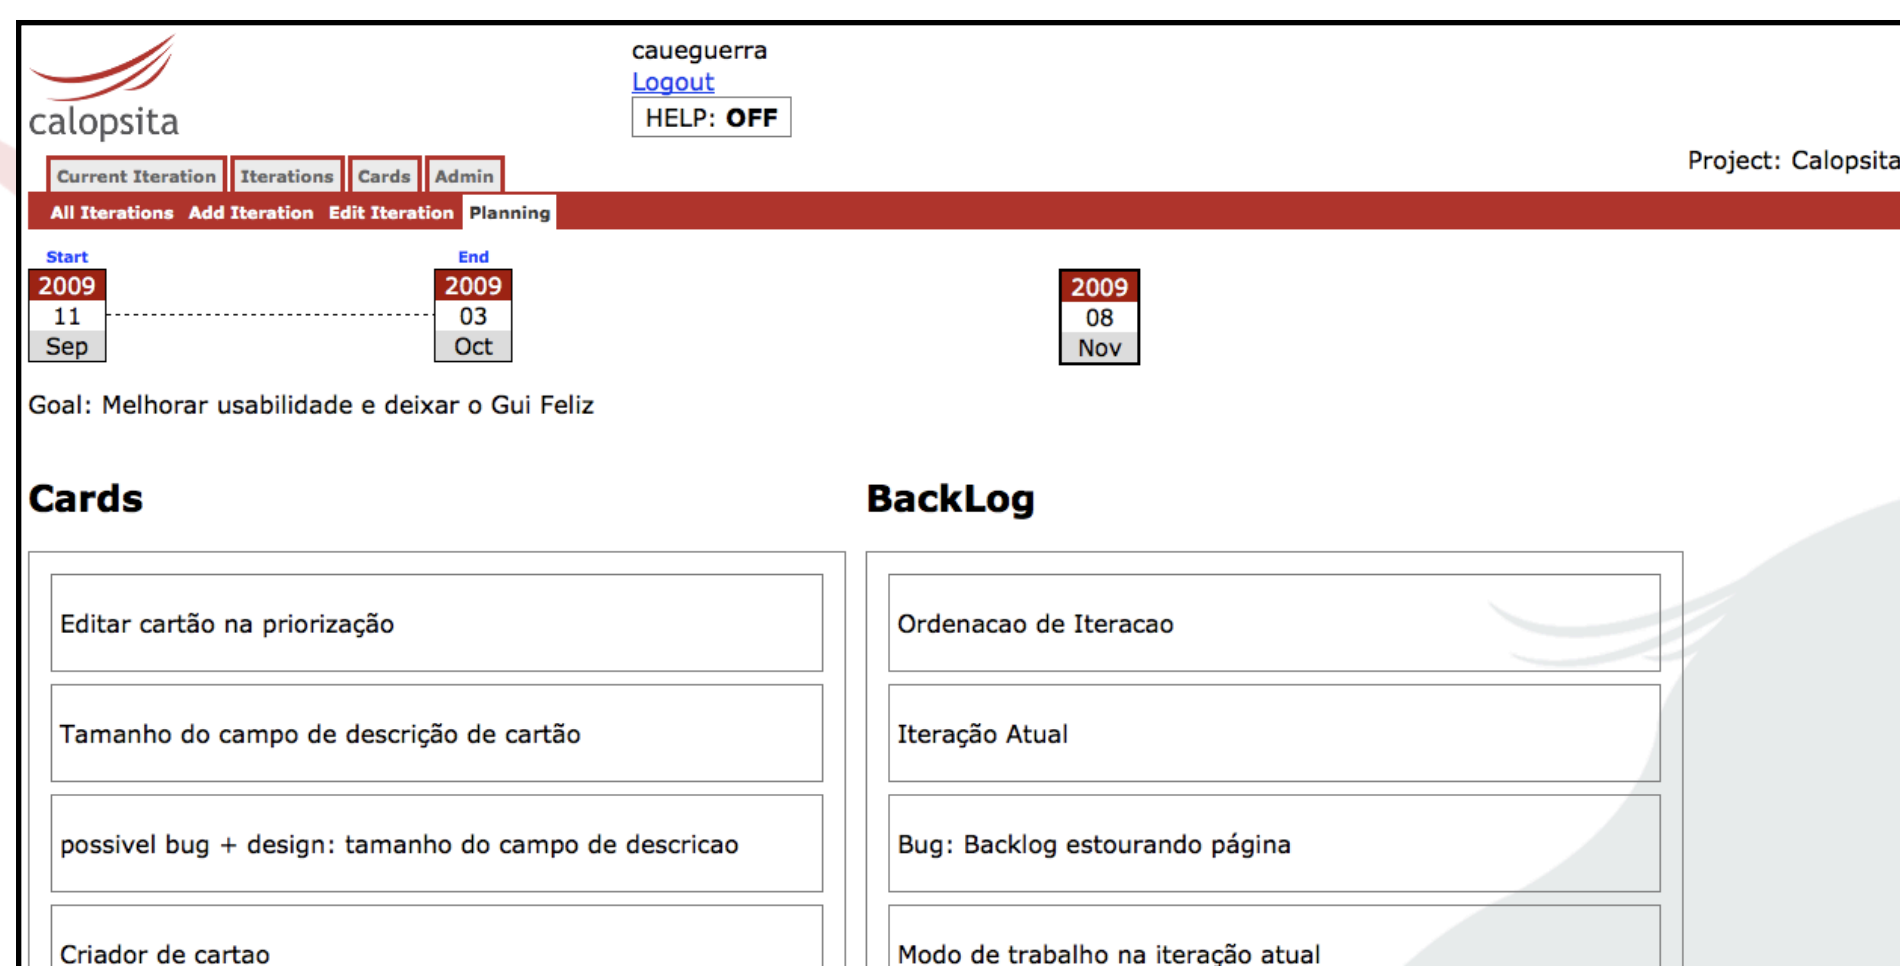 calopsita
caueguerra
Logout
HELP: OFF
Project: Calopsita
Current Iteration Iterations Cards Admin
All Iterations Add Iteration Edit Iteration Planning
Start
2009
11
Sep
End
2009
03
Oct
2009
08
Nov
Goal: Melhorar usabilidade e deixar o Gui Feliz
Cards
Editar cartão na priorização
Tamanho do campo de descrição de cartão
possivel bug + design: tamanho do campo de descricao
Criador de cartao
BackLog
Ordenacao de Iteracao
Iteração Atual
Bug: Backlog estourando página
Modo de trabalho na iteração atual